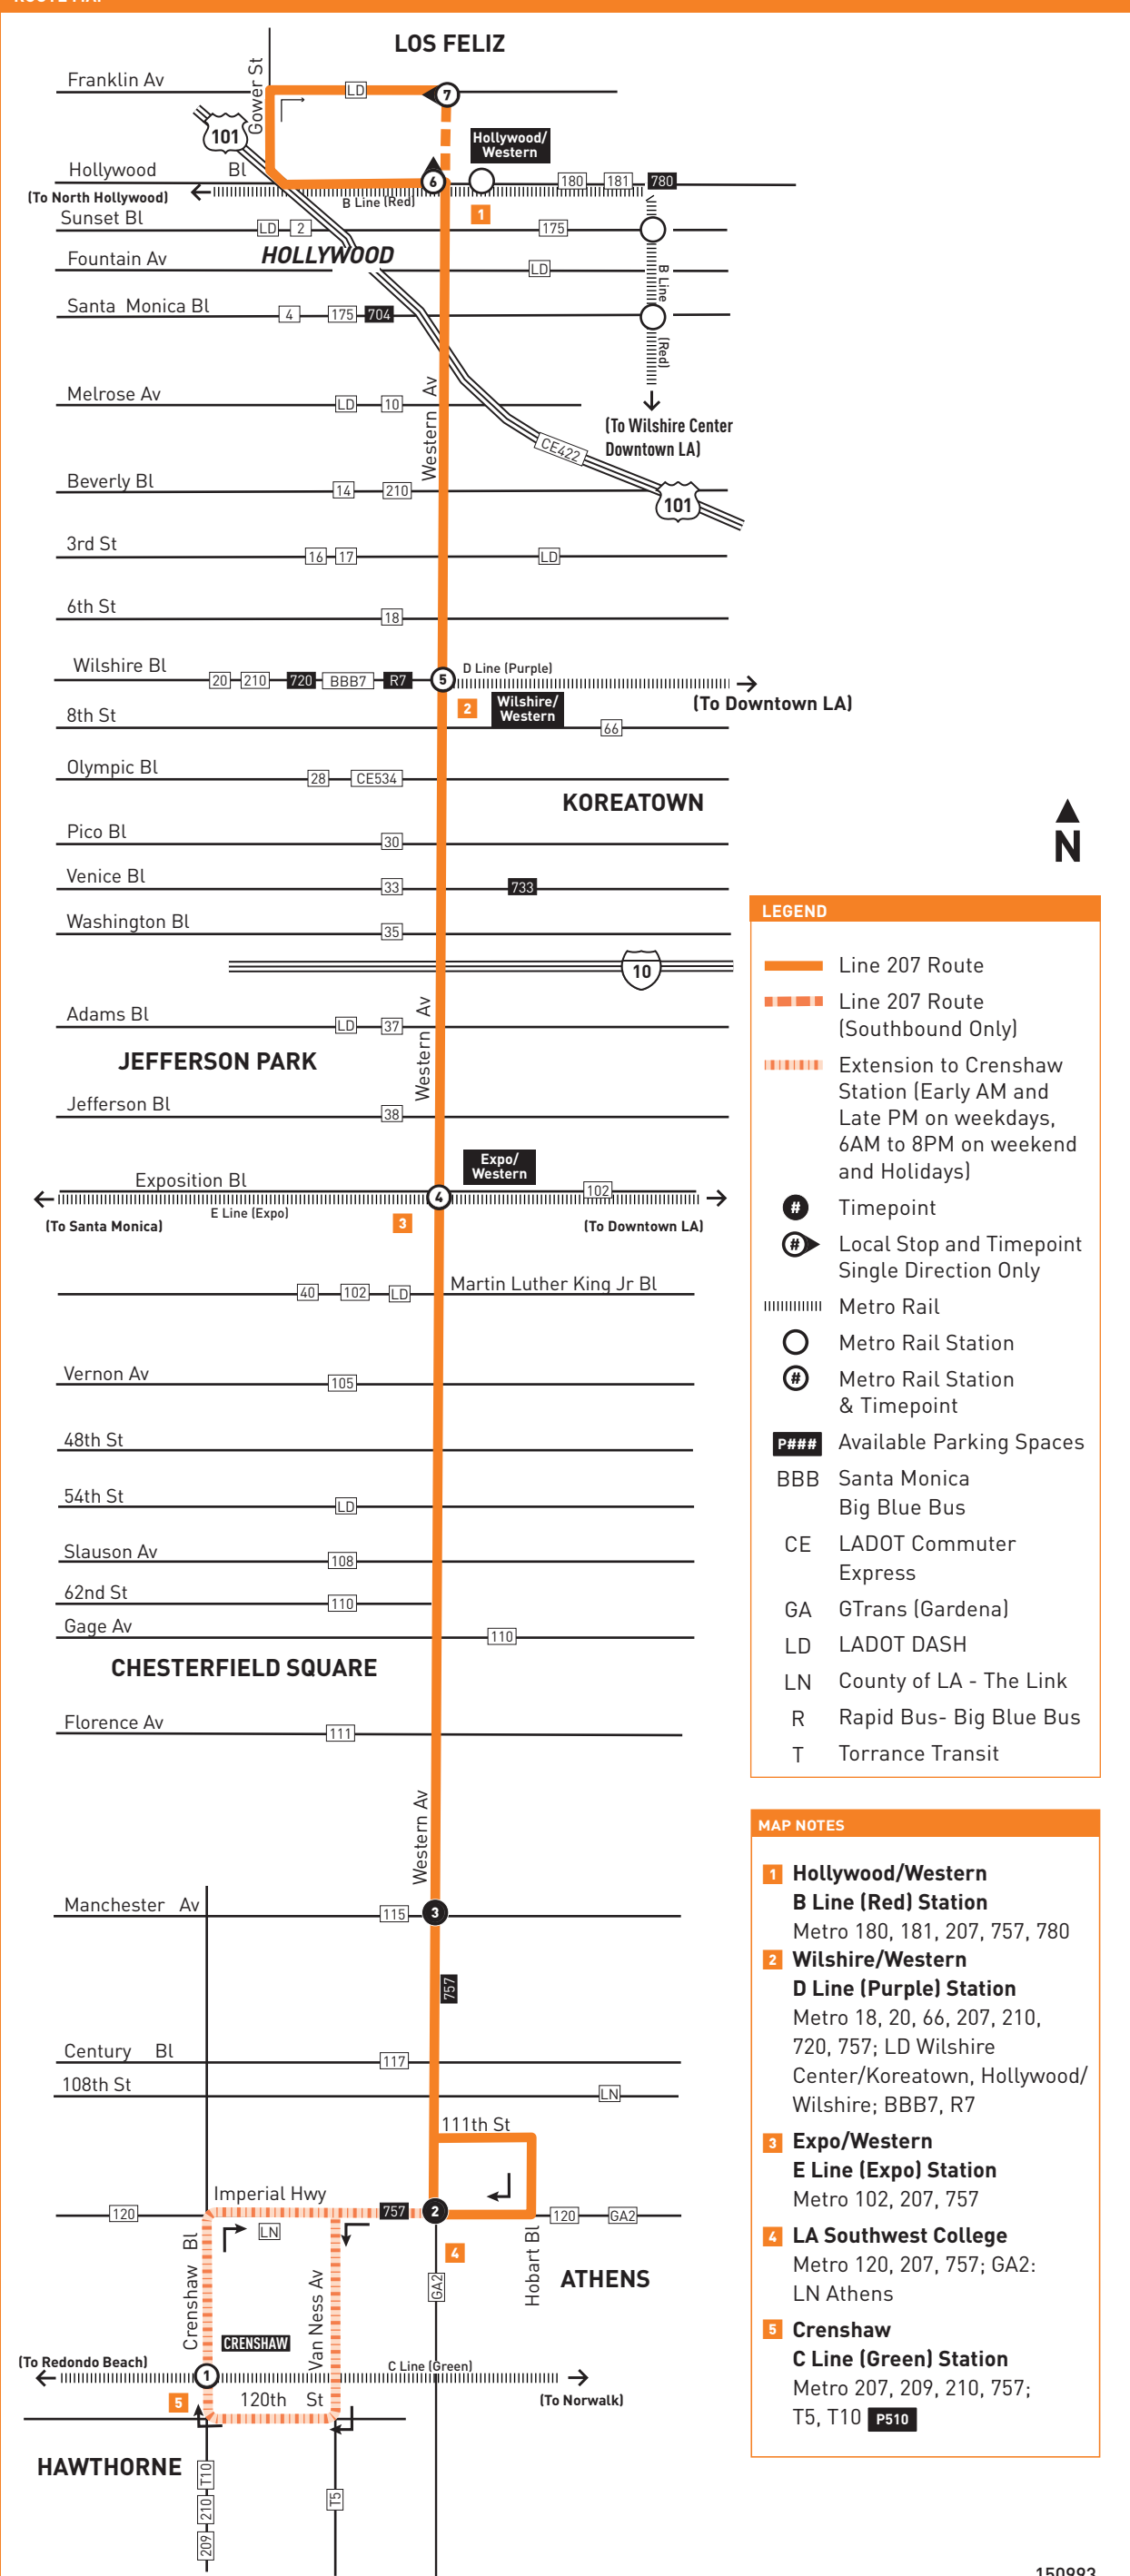 LOS FELIZ
Franklin Av
Gower St
LD
7
101
Hollywood/
Western
Hollywood Bl
6
180
181
780
(To North Hollywood)
B Line (Red)
1
Sunset Bl
LD
2
175
HOLLYWOOD
Fountain Av
LD
B Line
Santa Monica Bl
4
175
704
(Red)
Melrose Av
LD
10
Western Av
(To Wilshire Center
Downtown LA)
CE422
Beverly Bl
14
210
101
3rd St
16
17
LD
6th St
18
Wilshire Bl
20
210
720
BBB7
R7
5
D Line (Purple)
2
Wilshire/
Western
(To Downtown LA)
8th St
66
Olympic Bl
28
CE534
KOREATOWN
Pico Bl
30
N
Venice Bl
33
733
Washington Bl
35
10
Adams Bl
LD
37
Western Av
JEFFERSON PARK
Jefferson Bl
38
Expo/
Western
Exposition Bl
4
102
E Line (Expo)
(To Santa Monica)
3
(To Downtown LA)
40
102
LD
Martin Luther King Jr Bl
Vernon Av
105
48th St
54th St
LD
Slauson Av
108
62nd St
110
Gage Av
110
CHESTERFIELD SQUARE
Florence Av
111
Western Av
Manchester Av
115
3
757
Century Bl
117
108th St
LN
111th St
Imperial Hwy
120
757
2
120
GA2
LN
4
Crenshaw Bl
Van Ness Av
GA2
Hobart Bl
ATHENS
CRENSHAW
(To Redondo Beach)
C Line (Green)
1
(To Norwalk)
5
120th St
HAWTHORNE
T10
210
209
T5
LEGEND
Line 207 Route
Line 207 Route
(Southbound Only)
Extension to Crenshaw
Station (Early AM and
Late PM on weekdays,
6AM to 8PM on weekend
and Holidays)
# Timepoint
# Local Stop and Timepoint
Single Direction Only
Metro Rail
Metro Rail Station
# Metro Rail Station
& Timepoint
P### Available Parking Spaces
BBB Santa Monica
Big Blue Bus
CE LADOT Commuter
Express
GA GTrans (Gardena)
LD LADOT DASH
LN County of LA - The Link
R Rapid Bus- Big Blue Bus
T Torrance Transit
MAP NOTES
1 Hollywood/Western
B Line (Red) Station
Metro 180, 181, 207, 757, 780
2 Wilshire/Western
D Line (Purple) Station
Metro 18, 20, 66, 207, 210,
720, 757; LD Wilshire
Center/Koreatown, Hollywood/
Wilshire; BBB7, R7
3 Expo/Western
E Line (Expo) Station
Metro 102, 207, 757
4 LA Southwest College
Metro 120, 207, 757; GA2:
LN Athens
5 Crenshaw
C Line (Green) Station
Metro 207, 209, 210, 757;
T5, T10 P510
150993